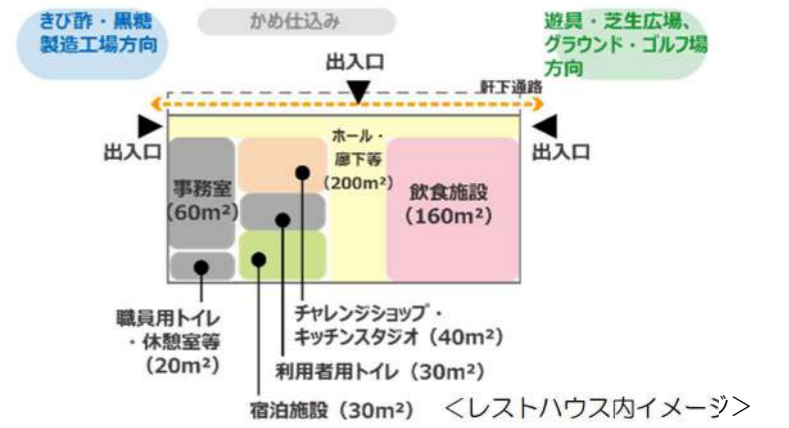 きび酢・黒糖
製造工場方向
かめ仕込み
遊具・芝生広場、
グラウンド・ゴルフ場
方向
出入口
軒下通路
出入口
出入口
ホール・
廊下等
(200m²)
事務室
(60m²)
飲食施設
(160m²)
職員用トイレ
・休憩室等
(20m²)
チャレンジショップ・
キッチンスタジオ(40m²)
利用者用トイレ(30m²)
宿泊施設(30m²)
＜レストハウス内イメージ＞